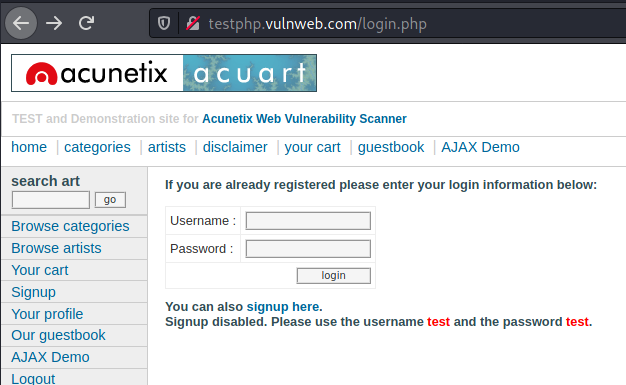 testphp.vulnweb.com/login.php
acunetix acuart
TEST and Demonstration site for Acunetix Web Vulnerability Scanner
home | categories | artists | disclaimer | your cart | guestbook | AJAX Demo
search art
go
Browse categories
Browse artists
Your cart
Signup
Your profile
Our guestbook
AJAX Demo
Logout
If you are already registered please enter your login information below:
Username :
Password :
login
You can also signup here.
Signup disabled. Please use the username test and the password test.